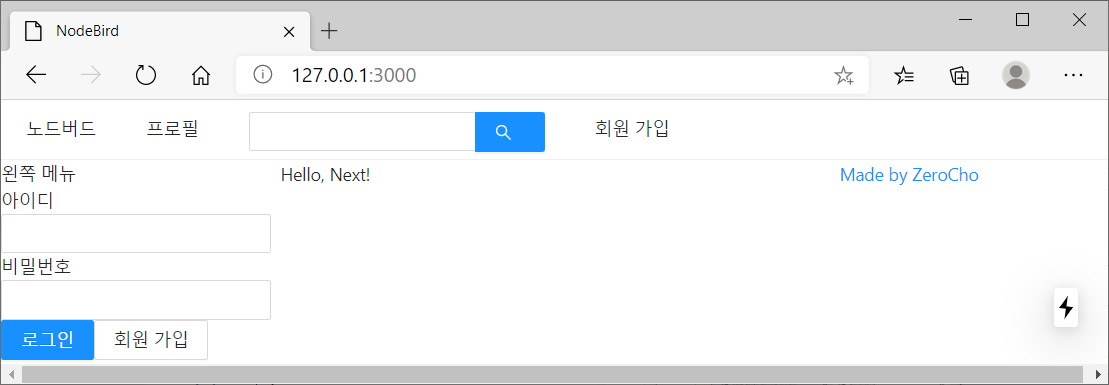 NodeBird
127.0.0.1:3000
노드버드 프로필 회원 가입
왼쪽 메뉴 Hello, Next! Made by ZeroCho
아이디
비밀번호
로그인 회원 가입